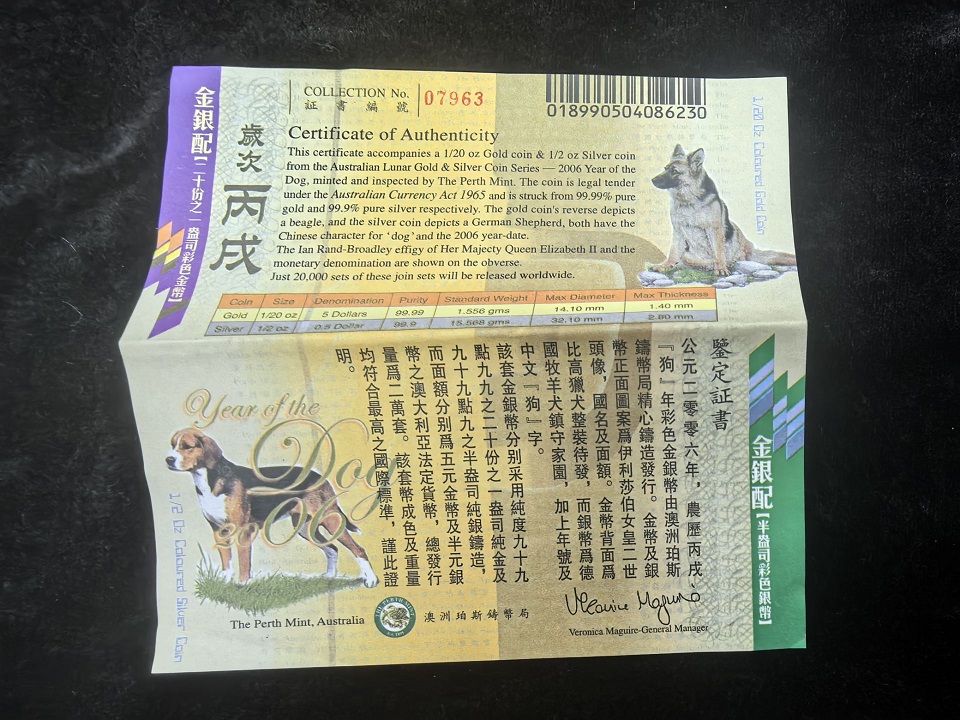 COLLECTION No. 07963
証書編號
018990504086230
金銀配【二十份之一盎司彩色金幣】
歲次丙戌
Certificate of Authenticity
This certificate accompanies a 1/20 oz Gold coin & 1/2 oz Silver coin
from the Australian Lunar Gold & Silver Coin Series — 2006 Year of the
Dog, minted and inspected by The Perth Mint. The coin is legal tender
under the Australian Currency Act 1965 and is struck from 99.99% pure
gold and 99.9% pure silver respectively. The gold coin's reverse depicts
a beagle, and the silver coin depicts a German Shepherd, both have the
Chinese character for 'dog' and the 2006 year-date.
The Ian Rand-Broadley effigy of Her Majecty Queen Elizabeth II and the
monetary denomination are shown on the obverse.
Just 20,000 sets of these join sets will be released worldwide.
1/20 Oz Coloured Gold Coin
Coin Size Denomination Purity Standard Weight Max Diameter Max Thickness
Gold 1/20 oz 5 Dollars 99.99 1.556 gms 14.10 mm 1.40 mm
Silver 1/2 oz 0.5 Dollar 99.9 15.568 gms 32.10 mm 2.80 mm
鑒定証書
公元二零零六年，農歷丙戌
『狗』年彩色金銀幣由澳洲珀斯
鑄幣局精心鑄造發行。金幣及銀
幣正面圖案爲伊利莎伯女皇二世
頭像，國名及面額。金幣背面爲
比高獵犬整裝待發，而銀幣爲德
國牧羊犬鎮守家園，加上年號及
中文『狗』字。
該套金銀幣分别采用純度九十九
點九九之二十份之一盎司純金及
九十九點九之半盎司純銀鑄造，
而面額分别爲五元金幣及半元銀
幣之澳大利亞法定貨幣，總發行
量爲二萬套。該套幣成色及重量
均符合最高之國際標準，謹此證
明。
金銀配【半盎司彩色銀幣】
Year of the
Dog
2006
1/2 Oz Coloured Silver Coin
The Perth Mint, Australia
THE PERTH MINT
澳洲珀斯鑄幣局
Veronica Maguire-General Manager